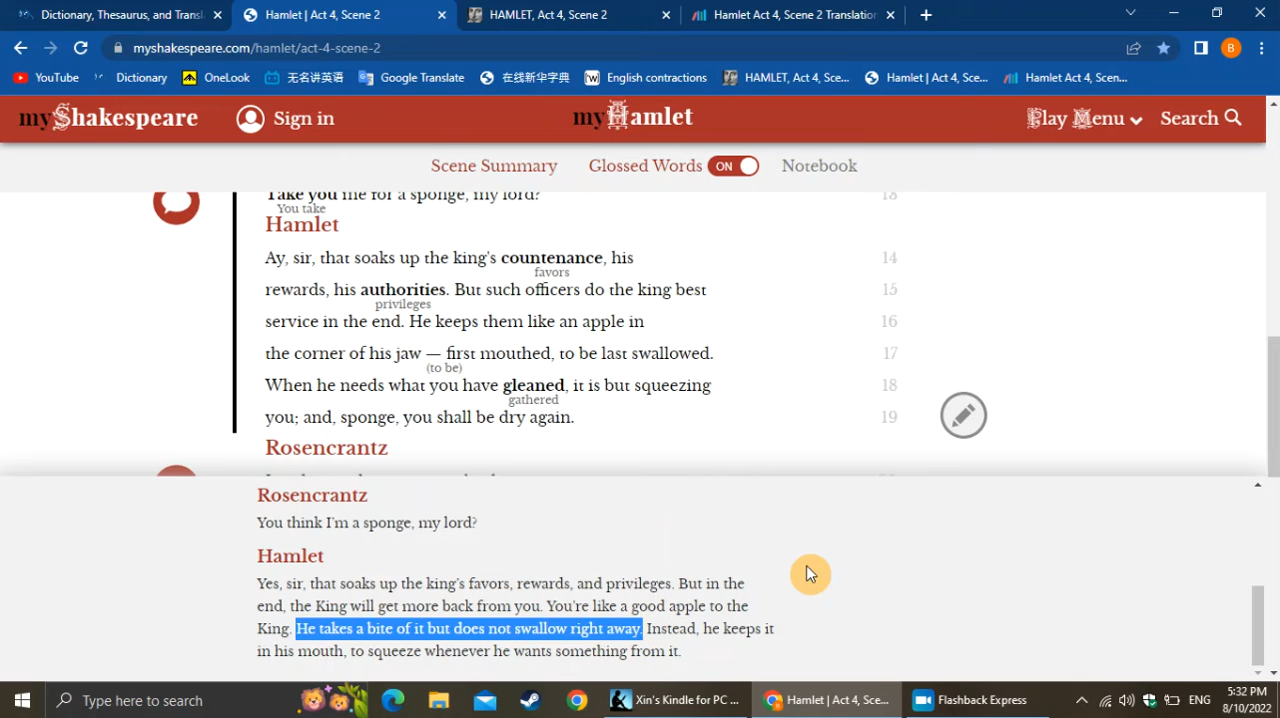 Dictionary, Thesaurus, and Transl
Hamlet | Act 4, Scene 2
HAMLET, Act 4, Scene 2
Hamlet Act 4, Scene 2 Translation
myshakespeare.com/hamlet/act-4-scene-2
B
YouTube
Dictionary
OneLook
无名讲英语
Google Translate
在线新华字典
English contractions
HAMLET, Act 4, Sce...
Hamlet | Act 4, Sce...
Hamlet Act 4, Scen...
myShakespeare
Sign in
myHamlet
Play Menu
Search
Scene Summary
Glossed Words
ON
Notebook
Take you me for a sponge, my lord?
13
You take
Hamlet
Ay, sir, that soaks up the king's countenance, his
14
favors
rewards, his authorities. But such officers do the king best
15
privileges
service in the end. He keeps them like an apple in
16
the corner of his jaw — first mouthed, to be last swallowed.
17
(to be)
When he needs what you have gleaned, it is but squeezing
18
gathered
you; and, sponge, you shall be dry again.
19
Rosencrantz
Rosencrantz
You think I'm a sponge, my lord?
Hamlet
Yes, sir, that soaks up the king's favors, rewards, and privileges. But in the
end, the King will get more back from you. You're like a good apple to the
King. He takes a bite of it but does not swallow right away. Instead, he keeps it
in his mouth, to squeeze whenever he wants something from it.
Type here to search
Xin's Kindle for PC ...
Hamlet | Act 4, Sce...
Flashback Express
ENG
5:32 PM
8/10/2022